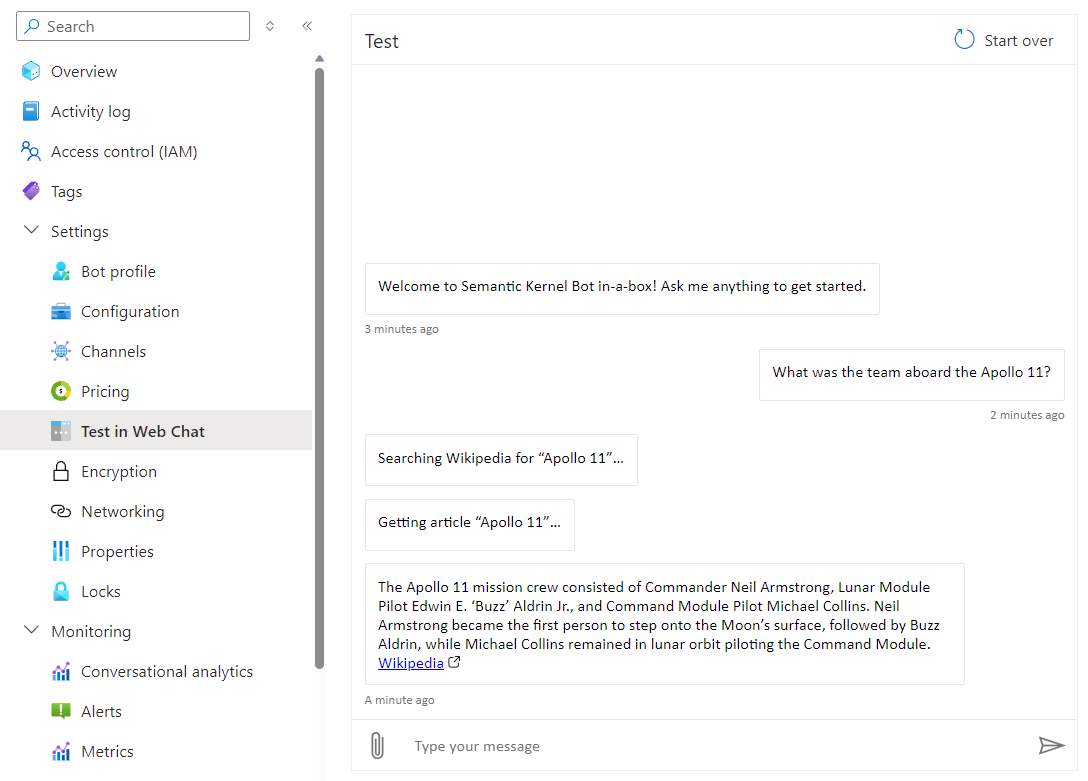 Search
Overview
Activity log
Access control (IAM)
Tags
Settings
Bot profile
Configuration
Channels
Pricing
Test in Web Chat
Encryption
Networking
Properties
Locks
Monitoring
Conversational analytics
Alerts
Metrics
Test
Start over
Welcome to Semantic Kernel Bot in-a-box! Ask me anything to get started.
3 minutes ago
What was the team aboard the Apollo 11?
2 minutes ago
Searching Wikipedia for “Apollo 11”...
Getting article “Apollo 11”...
The Apollo 11 mission crew consisted of Commander Neil Armstrong, Lunar Module
Pilot Edwin E. ‘Buzz’ Aldrin Jr., and Command Module Pilot Michael Collins. Neil
Armstrong became the first person to step onto the Moon’s surface, followed by Buzz
Aldrin, while Michael Collins remained in lunar orbit piloting the Command Module.
Wikipedia
A minute ago
Type your message